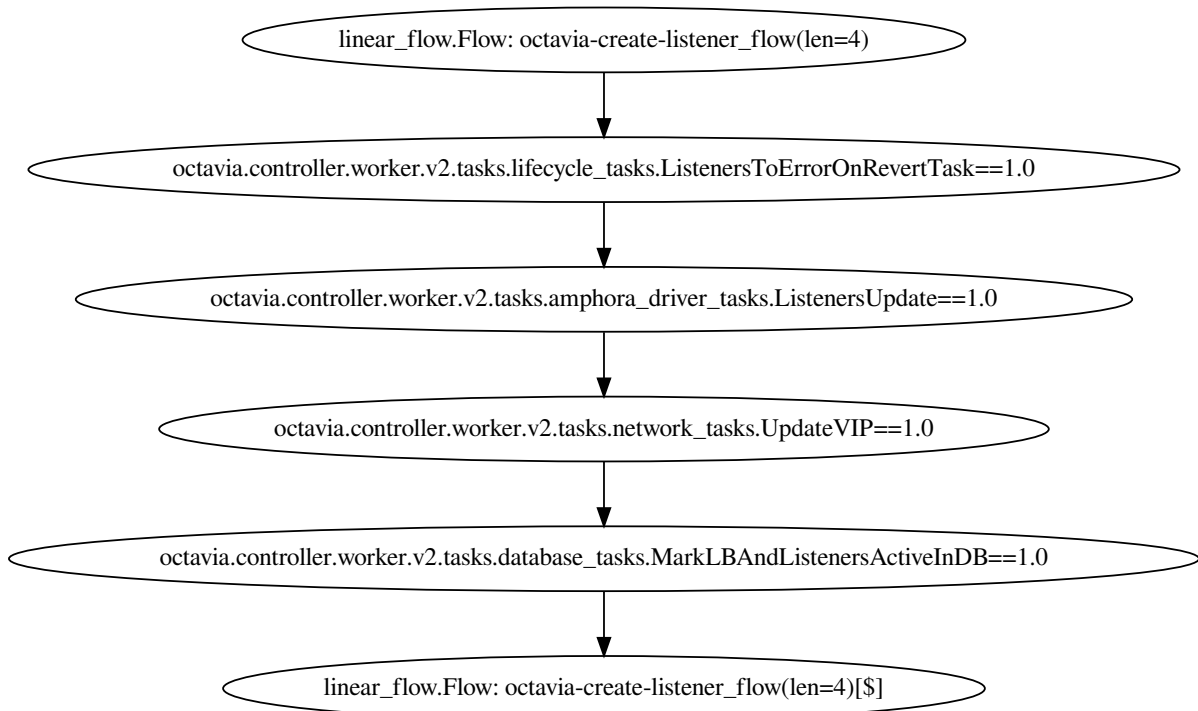 linear_flow.Flow: octavia-create-listener_flow(len=4)
octavia.controller.worker.v2.tasks.lifecycle_tasks.ListenersToErrorOnRevertTask==1.0
octavia.controller.worker.v2.tasks.amphora_driver_tasks.ListenersUpdate==1.0
octavia.controller.worker.v2.tasks.network_tasks.UpdateVIP==1.0
octavia.controller.worker.v2.tasks.database_tasks.MarkLBAndListenersActiveInDB==1.0
linear_flow.Flow: octavia-create-listener_flow(len=4)[$]